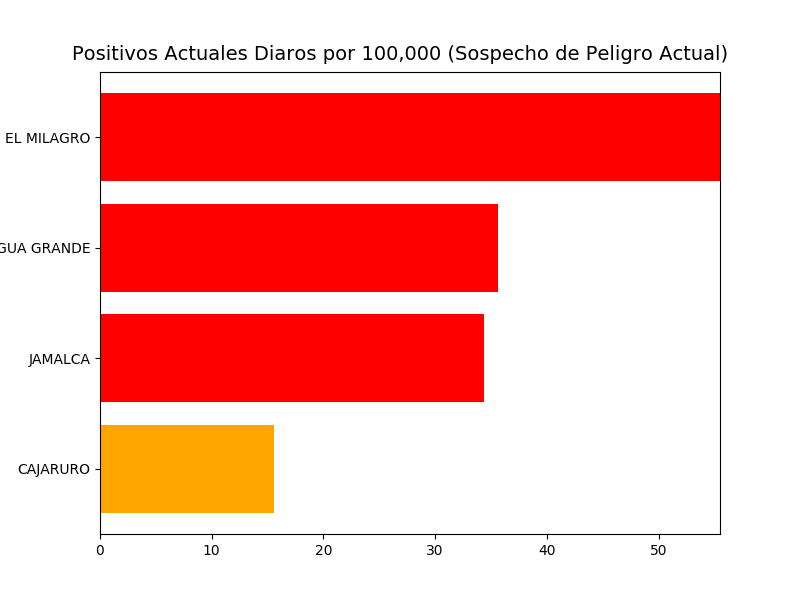 Positivos Actuales Diaros por 100,000 (Sospecho de Peligro Actual)
EL MILAGRO
GUA GRANDE
JAMALCA
CAJARURO
0 10 20 30 40 50